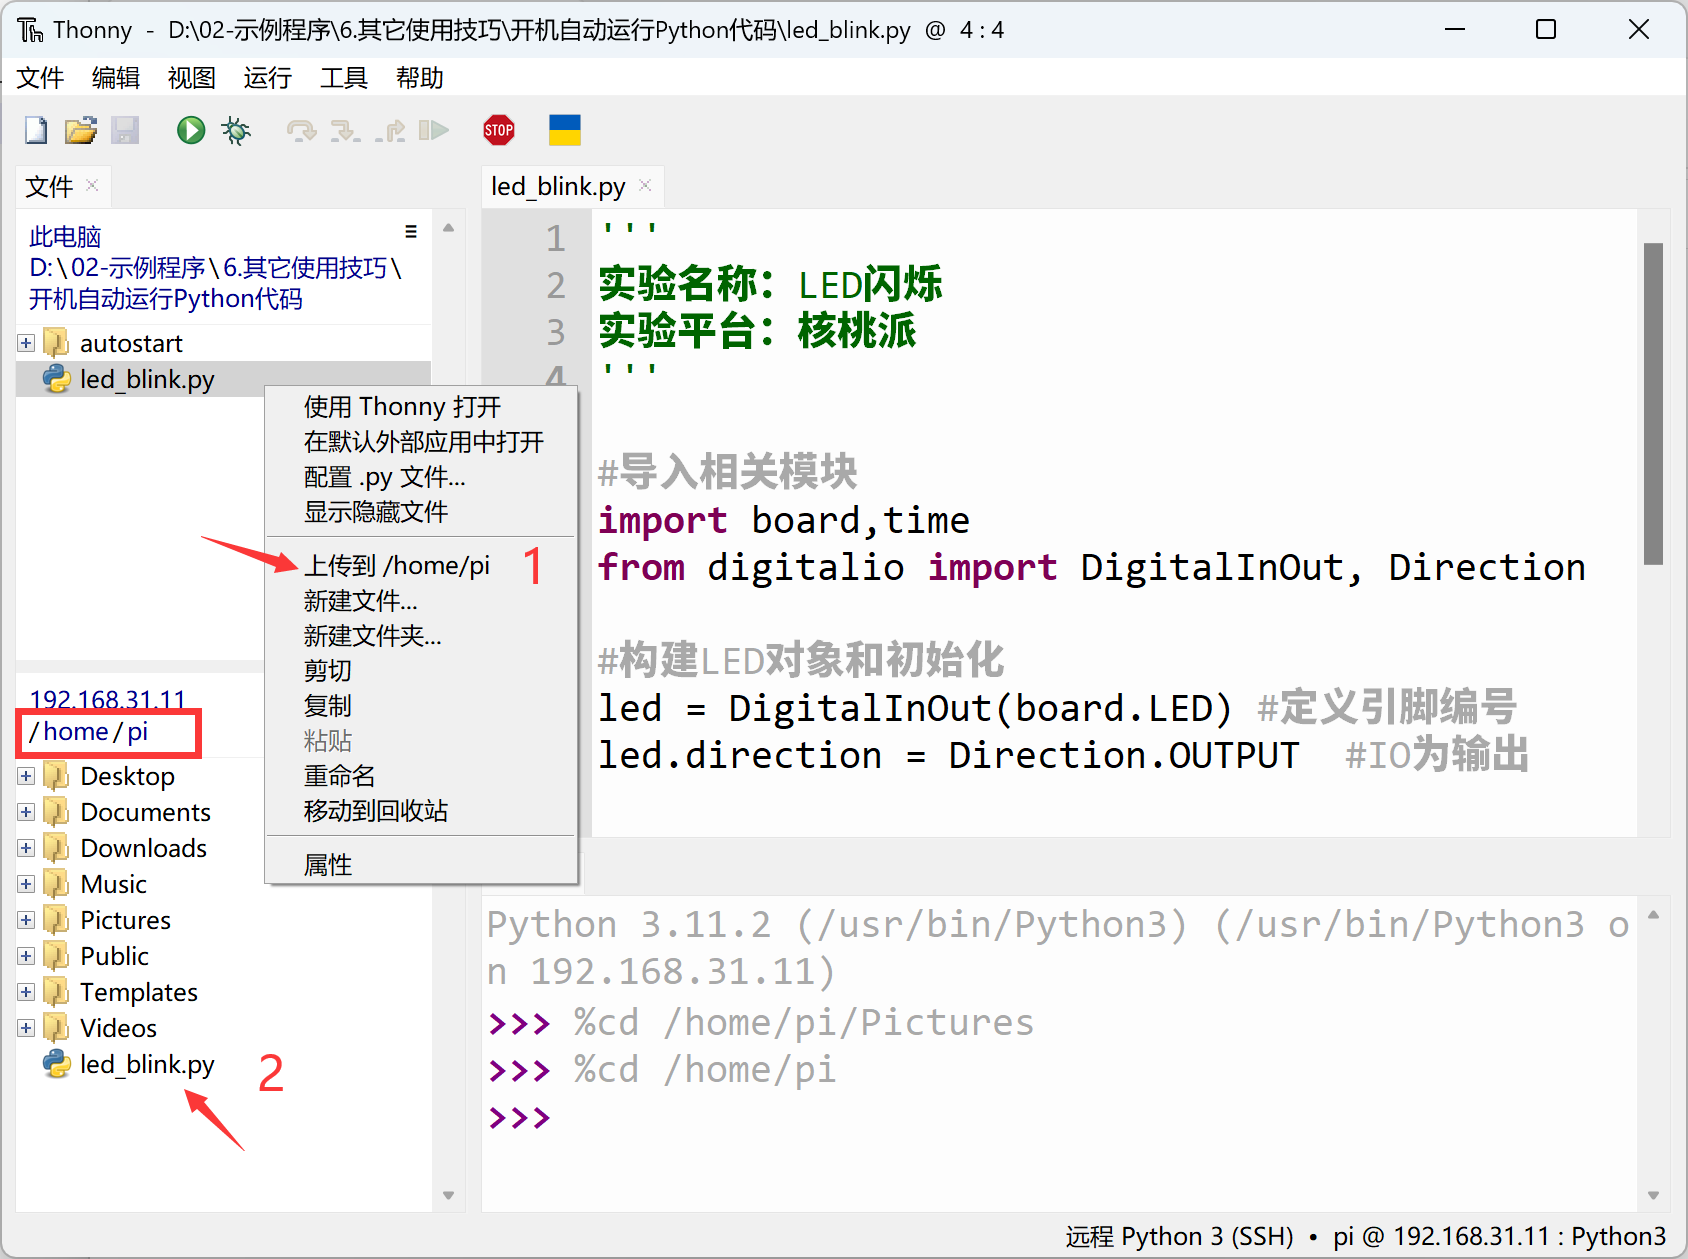 Thonny - D:\02-示例程序\6.其它使用技巧\开机自动运行Python代码\led_blink.py @ 4 : 4
文件 编辑 视图 运行 工具 帮助
STOP
文件
此电脑
D:\02-示例程序\6.其它使用技巧\
开机自动运行Python代码
autostart
led_blink.py
使用 Thonny 打开
在默认外部应用中打开
配置 .py 文件...
显示隐藏文件
上传到 /home/pi 1
新建文件...
新建文件夹...
剪切
复制
粘贴
重命名
移动到回收站
属性
192.168.31.11
/home/pi
Desktop
Documents
Downloads
Music
Pictures
Public
Templates
Videos
led_blink.py 2
led_blink.py
1 '''
2 实验名称：LED闪烁
3 实验平台：核桃派
4 '''
#导入相关模块
import board,time
from digitalio import DigitalInOut, Direction
#构建LED对象和初始化
led = DigitalInOut(board.LED) #定义引脚编号
led.direction = Direction.OUTPUT #IO为输出
Python 3.11.2 (/usr/bin/Python3) (/usr/bin/Python3 o
n 192.168.31.11)
>>> %cd /home/pi/Pictures
>>> %cd /home/pi
>>>
远程 Python 3 (SSH) • pi @ 192.168.31.11 : Python3